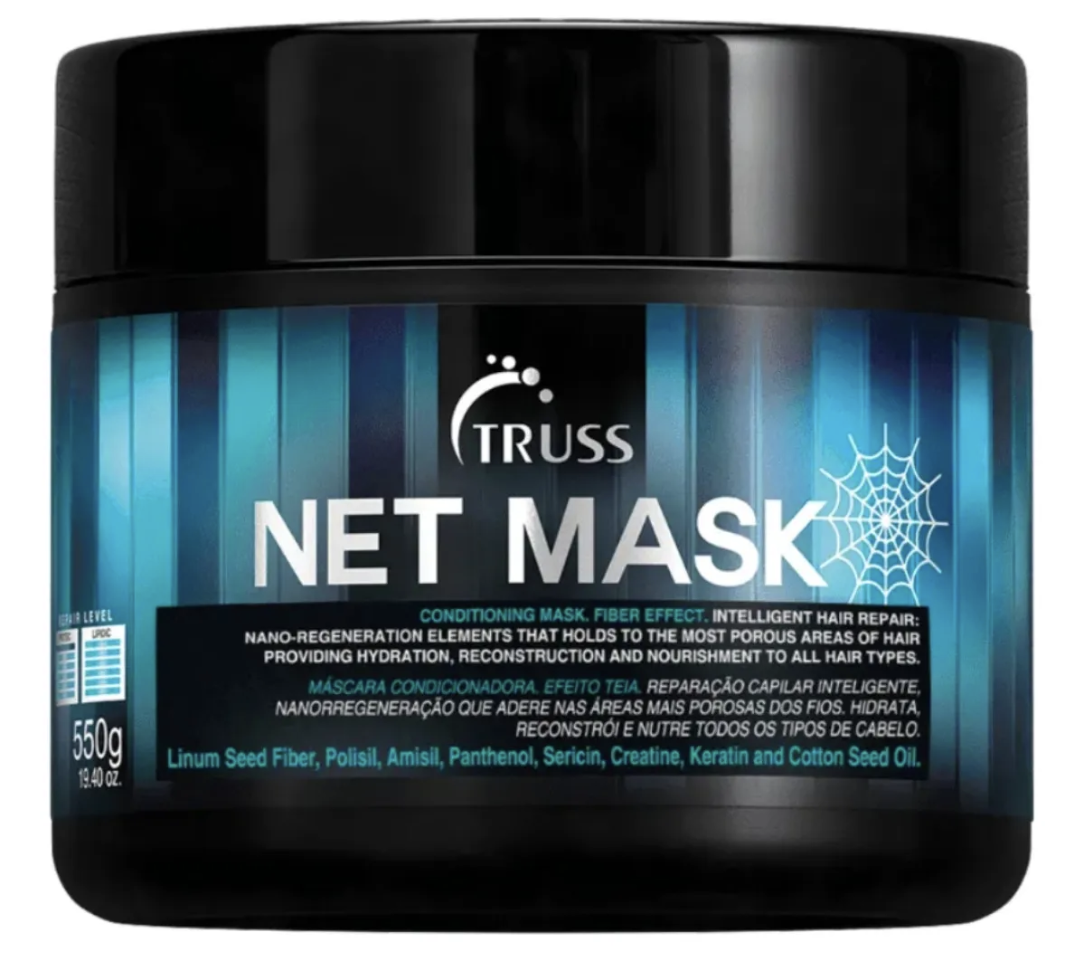 TRUSS
NET MASK
CONDITIONING MASK. FIBER EFFECT. INTELLIGENT HAIR REPAIR:
NANO-REGENERATION ELEMENTS THAT HOLDS TO THE MOST POROUS AREAS OF HAIR
PROVIDING HYDRATION, RECONSTRUCTION AND NOURISHMENT TO ALL HAIR TYPES.
MÁSCARA CONDICIONADORA. EFEITO TEIA. REPARAÇÃO CAPILAR INTELIGENTE,
NANORREGENERAÇÃO QUE ADERE NAS ÁREAS MAIS POROSAS DOS FIOS. HIDRATA,
RECONSTRÓI E NUTRE TODOS OS TIPOS DE CABELO.
Linum Seed Fiber, Polisil, Amisil, Panthenol, Sericin, Creatine, Keratin and Cotton Seed Oil.
LEVEL
LIPIDIC
550g
19.40 oz.